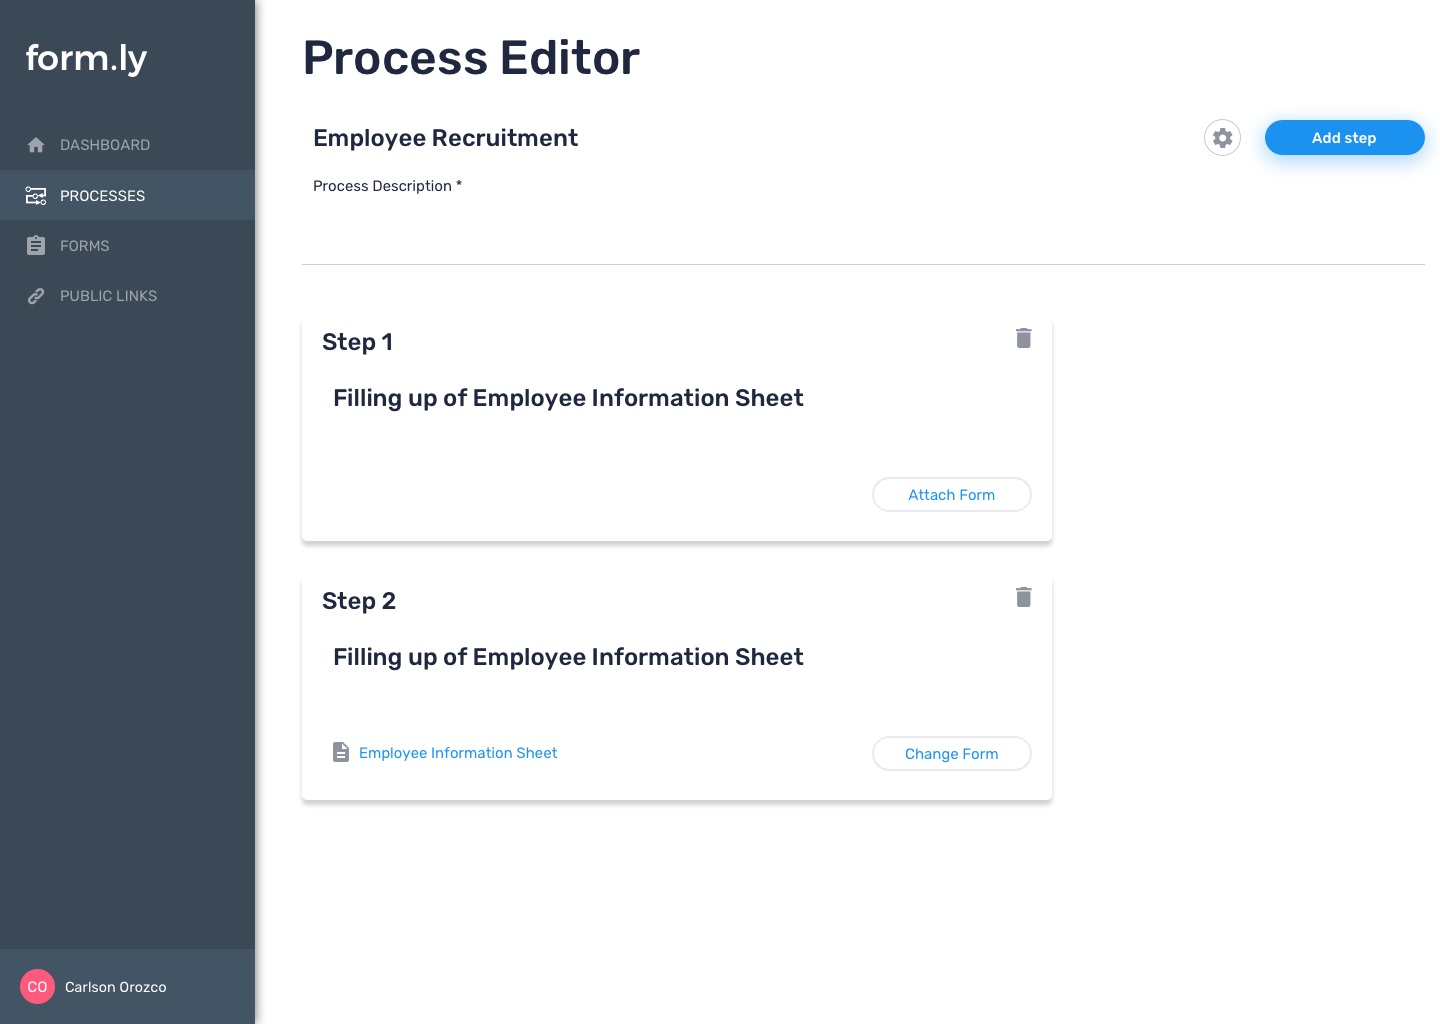 form.ly
DASHBOARD
PROCESSES
FORMS
PUBLIC LINKS
CO
Carlson Orozco
Process Editor
Employee Recruitment
Add step
Process Description *
Step 1
Filling up of Employee Information Sheet
Attach Form
Step 2
Filling up of Employee Information Sheet
Employee Information Sheet
Change Form